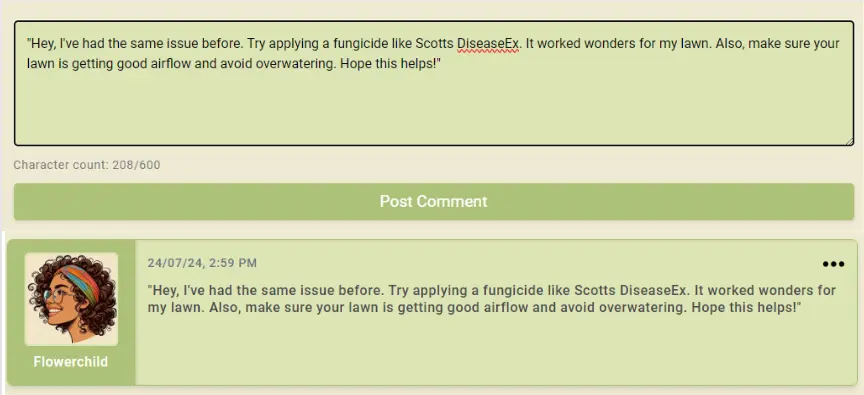 "Hey, I've had the same issue before. Try applying a fungicide like Scotts DiseaseEx. It worked wonders for my lawn. Also, make sure your
lawn is getting good airflow and avoid overwatering. Hope this helps!"
Character count: 208/600
Post Comment
24/07/24, 2:59 PM
"Hey, I've had the same issue before. Try applying a fungicide like Scotts DiseaseEx. It worked wonders for
my lawn. Also, make sure your lawn is getting good airflow and avoid overwatering. Hope this helps!"
Flowerchild